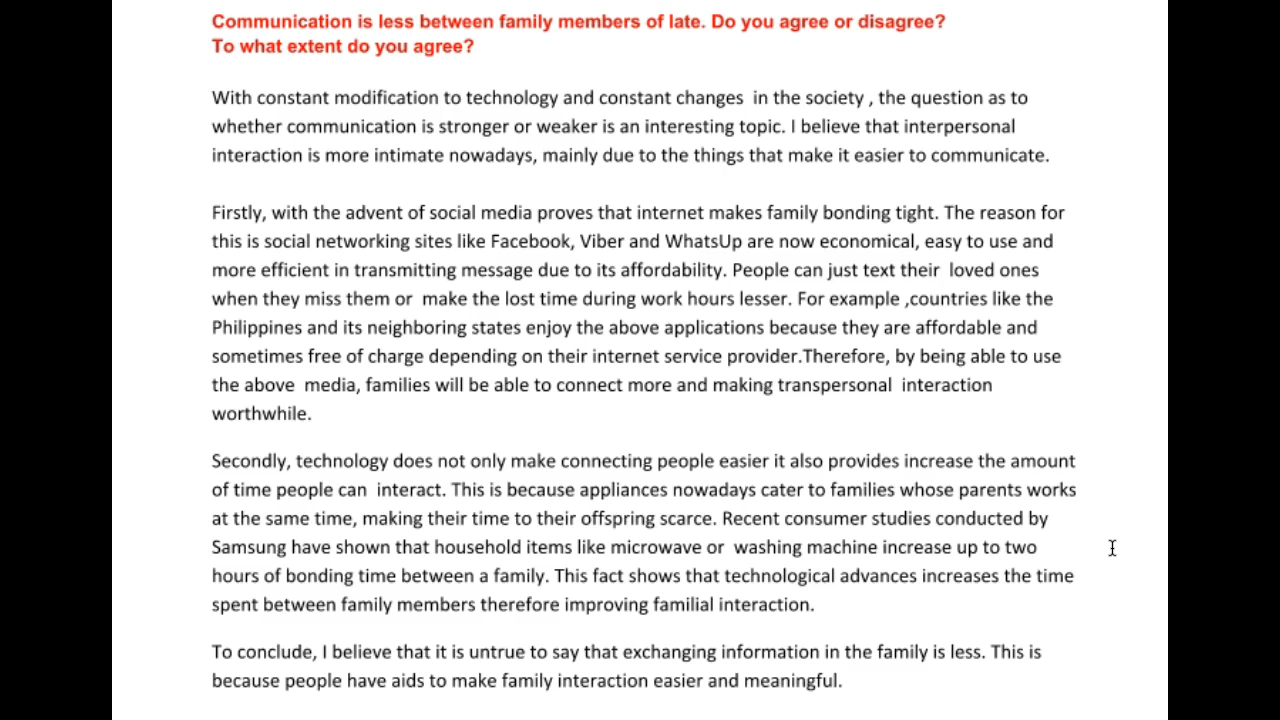 Communication is less between family members of late. Do you agree or disagree?
To what extent do you agree?
With constant modification to technology and constant changes  in the society , the question as to
whether communication is stronger or weaker is an interesting topic. I believe that interpersonal
interaction is more intimate nowadays, mainly due to the things that make it easier to communicate.
Firstly, with the advent of social media proves that internet makes family bonding tight. The reason for
this is social networking sites like Facebook, Viber and WhatsUp are now economical, easy to use and
more efficient in transmitting message due to its affordability. People can just text their  loved ones
when they miss them or  make the lost time during work hours lesser. For example ,countries like the
Philippines and its neighboring states enjoy the above applications because they are affordable and
sometimes free of charge depending on their internet service provider.Therefore, by being able to use
the above  media, families will be able to connect more and making transpersonal  interaction
worthwhile.
Secondly, technology does not only make connecting people easier it also provides increase the amount
of time people can  interact. This is because appliances nowadays cater to families whose parents works
at the same time, making their time to their offspring scarce. Recent consumer studies conducted by
Samsung have shown that household items like microwave or  washing machine increase up to two
hours of bonding time between a family. This fact shows that technological advances increases the time
spent between family members therefore improving familial interaction.
To conclude, I believe that it is untrue to say that exchanging information in the family is less. This is
because people have aids to make family interaction easier and meaningful.